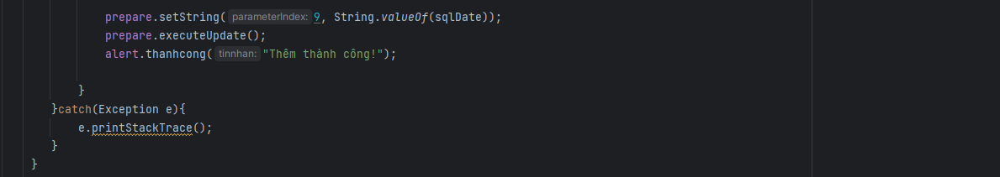 prepare.setString( parameterIndex: 9, String.valueOf(sqlDate));
prepare.executeUpdate();
alert.thanhcong( tinnhan: "Thêm thành công!");
}
}catch(Exception e){
e.printStackTrace();
}
}